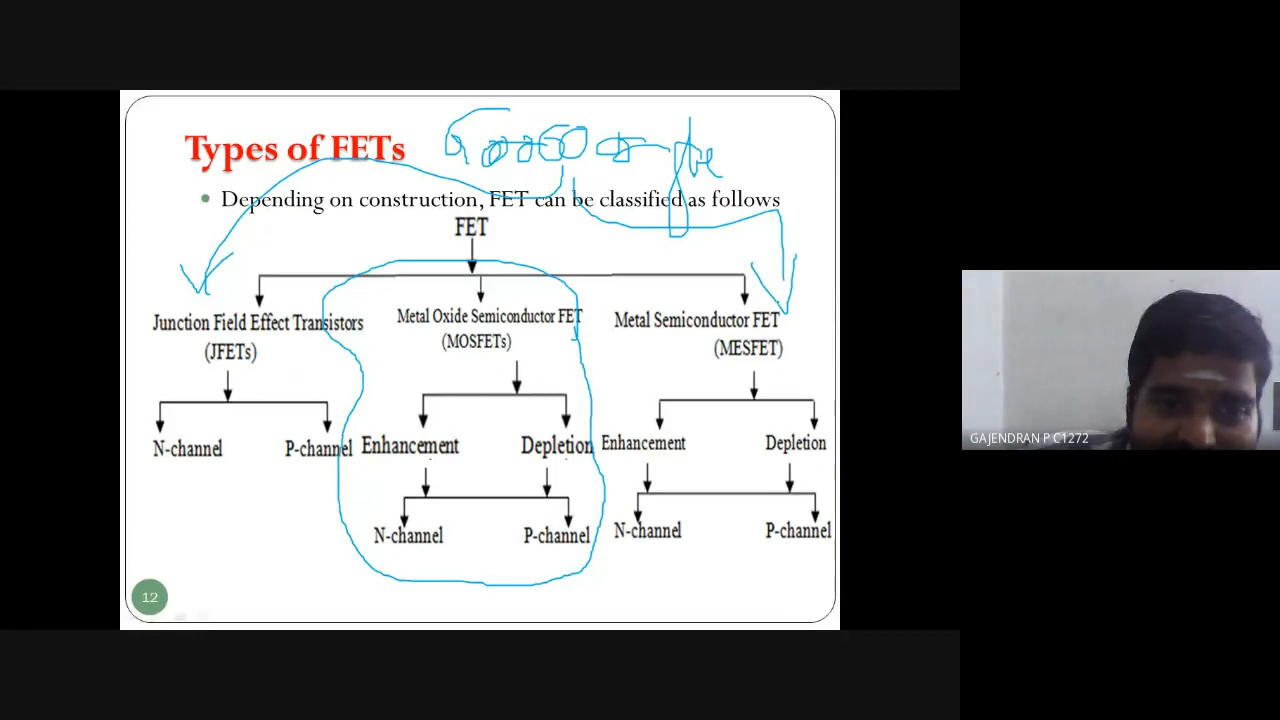 Types of FETs
Depending on construction, FET can be classified as follows
FET
Junction Field Effect Transistors
(JFETs)
Metal Oxide Semiconductor FET
(MOSFETs)
Metal Semiconductor FET
(MESFET)
N-channel P-channel Enhancement Depletion Enhancement Depletion
N-channel P-channel N-channel P-channel
12
GAJENDRAN P C1272